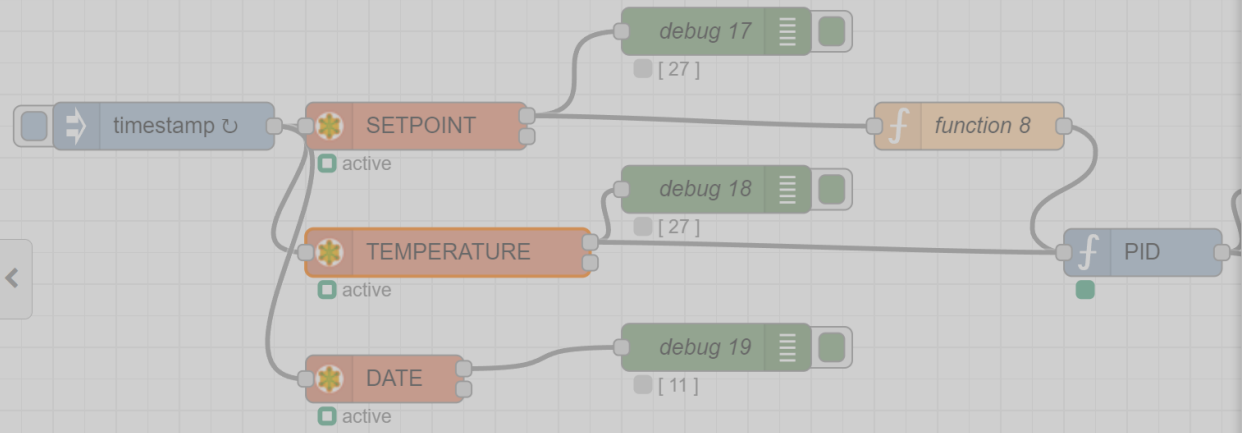 debug 17
[ 27 ]
timestamp ↻
SETPOINT
function 8
active
debug 18
[ 27 ]
TEMPERATURE
PID
active
debug 19
[ 11 ]
DATE
active